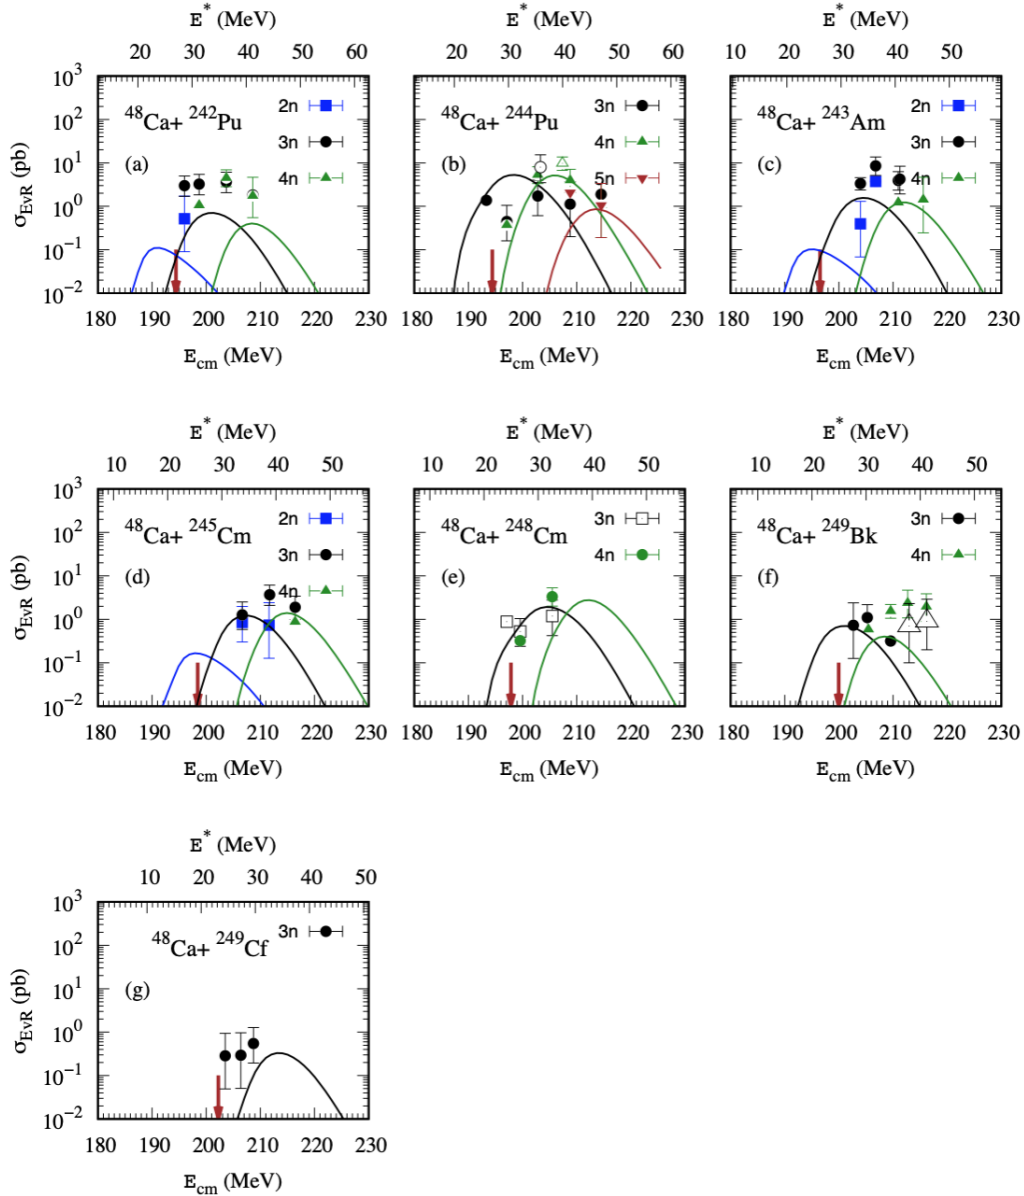 E* (MeV)
E* (MeV)
E* (MeV)
20 30 40 50 60
20 30 40 50 60
10 20 30 40 50
σEvR (pb)
10³
10²
10¹
10⁰
10⁻¹
10⁻²
⁴⁸Ca+ ²⁴²Pu
(a)
2n
3n
4n
180 190 200 210 220 230
Ecm (MeV)
⁴⁸Ca+ ²⁴⁴Pu
(b)
3n
4n
5n
180 190 200 210 220 230
Ecm (MeV)
⁴⁸Ca+ ²⁴³Am
(c)
2n
3n
4n
180 190 200 210 220 230
Ecm (MeV)
E* (MeV)
E* (MeV)
E* (MeV)
10 20 30 40 50
10 20 30 40 50
10 20 30 40 50
σEvR (pb)
10³
10²
10¹
10⁰
10⁻¹
10⁻²
⁴⁸Ca+ ²⁴⁵Cm
(d)
2n
3n
4n
180 190 200 210 220 230
Ecm (MeV)
⁴⁸Ca+ ²⁴⁸Cm
(e)
3n
4n
180 190 200 210 220 230
Ecm (MeV)
⁴⁸Ca+ ²⁴⁹Bk
(f)
3n
4n
180 190 200 210 220 230
Ecm (MeV)
E* (MeV)
10 20 30 40 50
σEvR (pb)
10³
10²
10¹
10⁰
10⁻¹
10⁻²
⁴⁸Ca+ ²⁴⁹Cf
(g)
3n
180 190 200 210 220 230
Ecm (MeV)